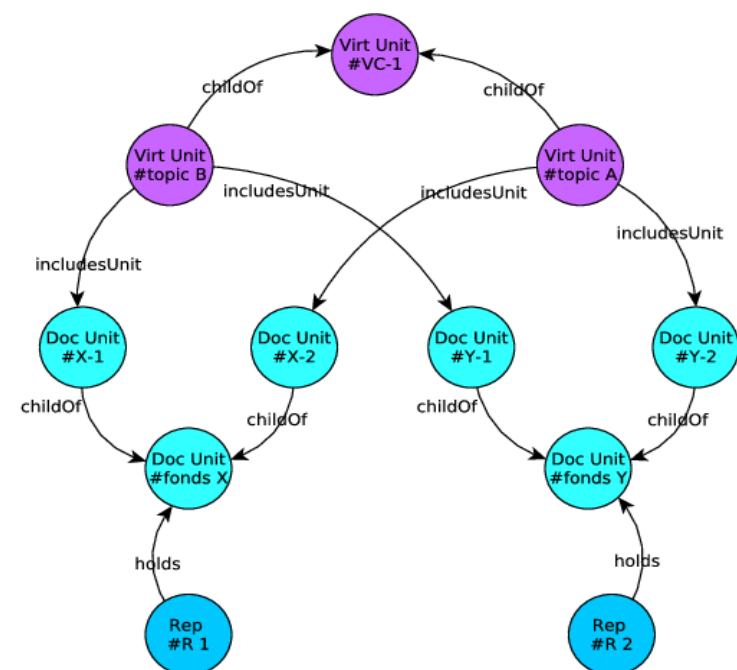 Virt Unit
#VC-1
childOf
childOf
Virt Unit
#topic B
Virt Unit
#topic A
includesUnit
includesUnit
includesUnit
includesUnit
Doc Unit
#X-1
Doc Unit
#X-2
Doc Unit
#Y-1
Doc Unit
#Y-2
childOf
childOf
childOf
childOf
Doc Unit
#fonds X
Doc Unit
#fonds Y
holds
holds
Rep
#R 1
Rep
#R 2